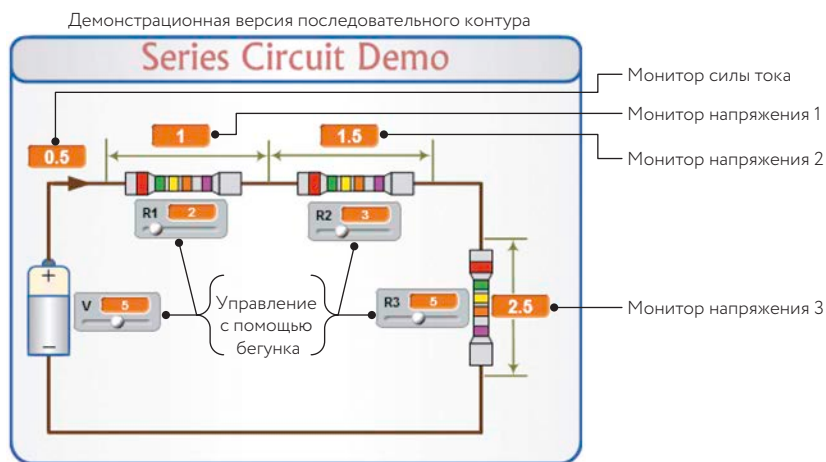 Демонстрационная версия последовательного контура
Series Circuit Demo
Монитор силы тока
1
1.5
Монитор напряжения 1
0.5
Монитор напряжения 2
R1 2
R2 3
+
V 5
Управление
с помощью
бегунка
R3 5
2.5
Монитор напряжения 3
−